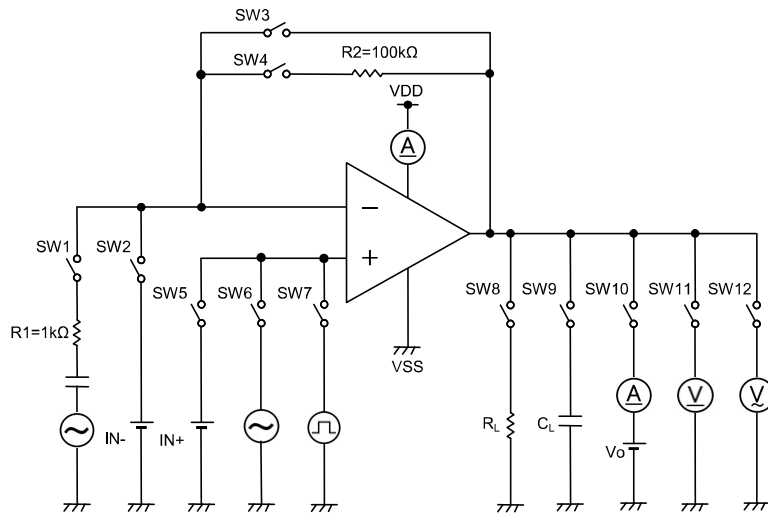 SW3
SW4
R2=100kΩ
VDD
A
−
+
SW1
SW2
SW5
SW6
SW7
SW8
SW9
SW10
SW11
SW12
R1=1kΩ
VSS
A
V
V
IN-
IN+
RL
CL
Vo